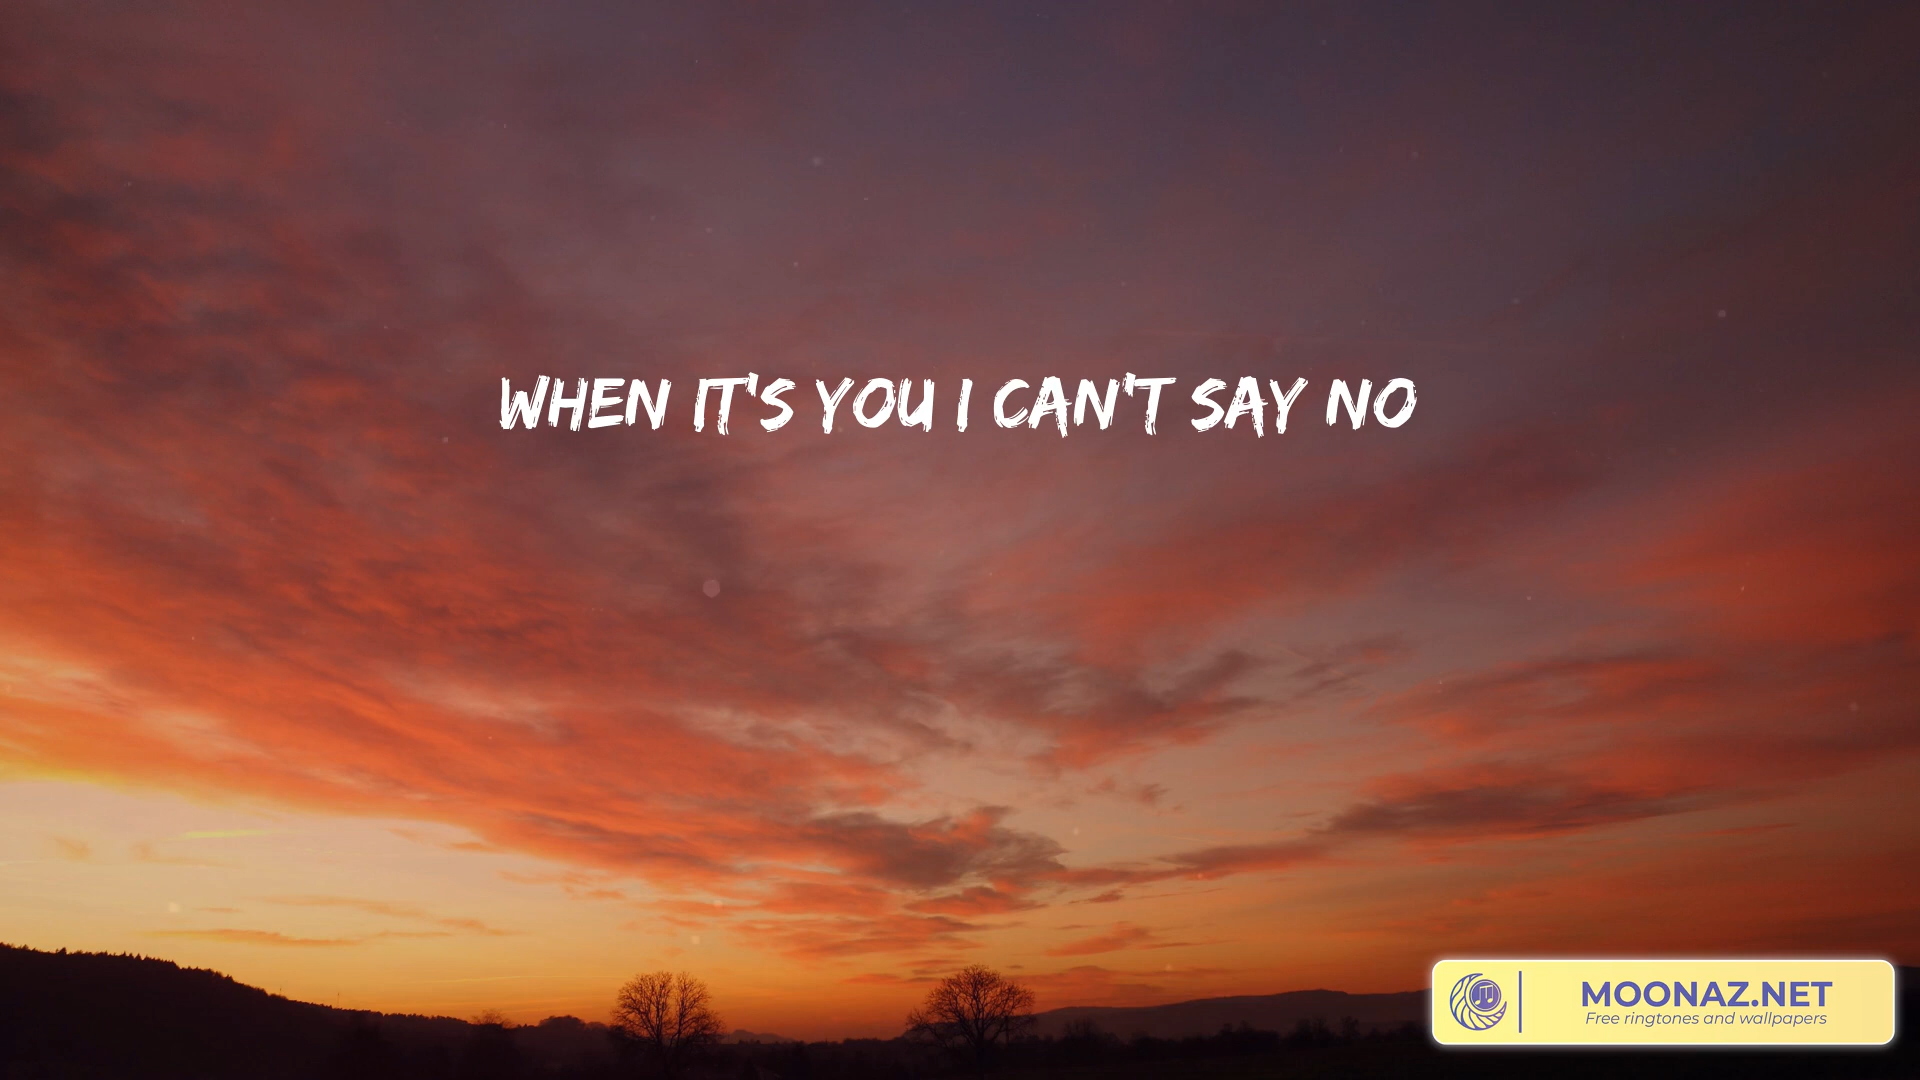 WHEN IT'S YOU I CAN'T SAY NO
MOONAZ.NET
Free ringtones and wallpapers